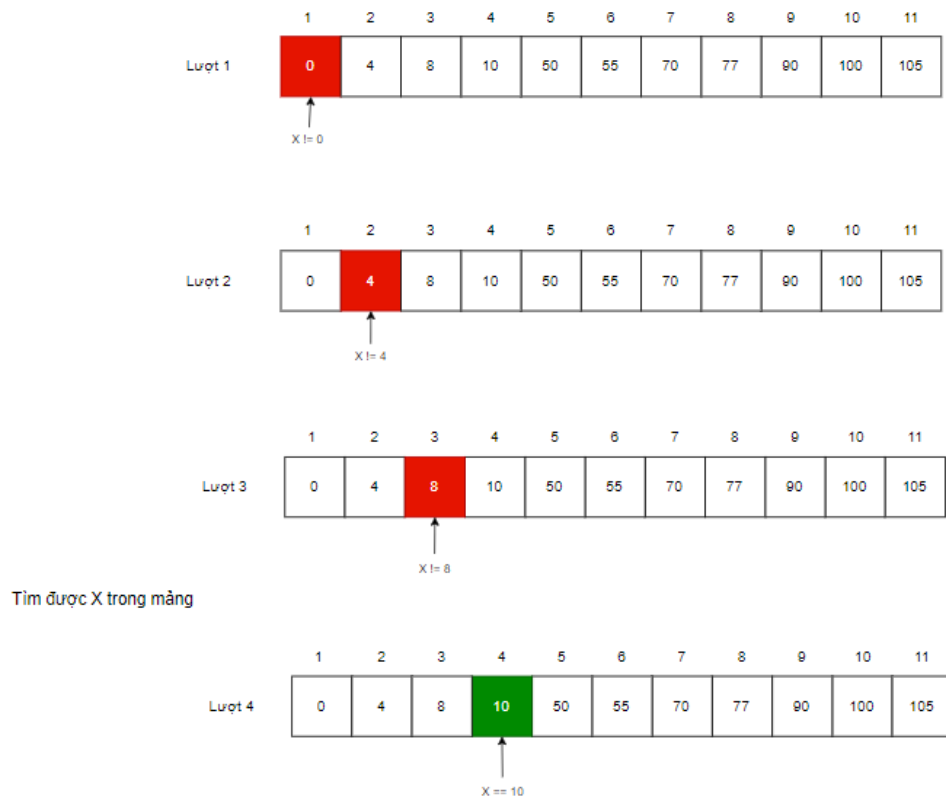 1 2 3 4 5 6 7 8 9 10 11
Lượt 1 0 4 8 10 50 55 70 77 90 100 105
X != 0
1 2 3 4 5 6 7 8 9 10 11
Lượt 2 0 4 8 10 50 55 70 77 90 100 105
X != 4
1 2 3 4 5 6 7 8 9 10 11
Lượt 3 0 4 8 10 50 55 70 77 90 100 105
X != 8
Tìm được X trong mảng
1 2 3 4 5 6 7 8 9 10 11
Lượt 4 0 4 8 10 50 55 70 77 90 100 105
X == 10